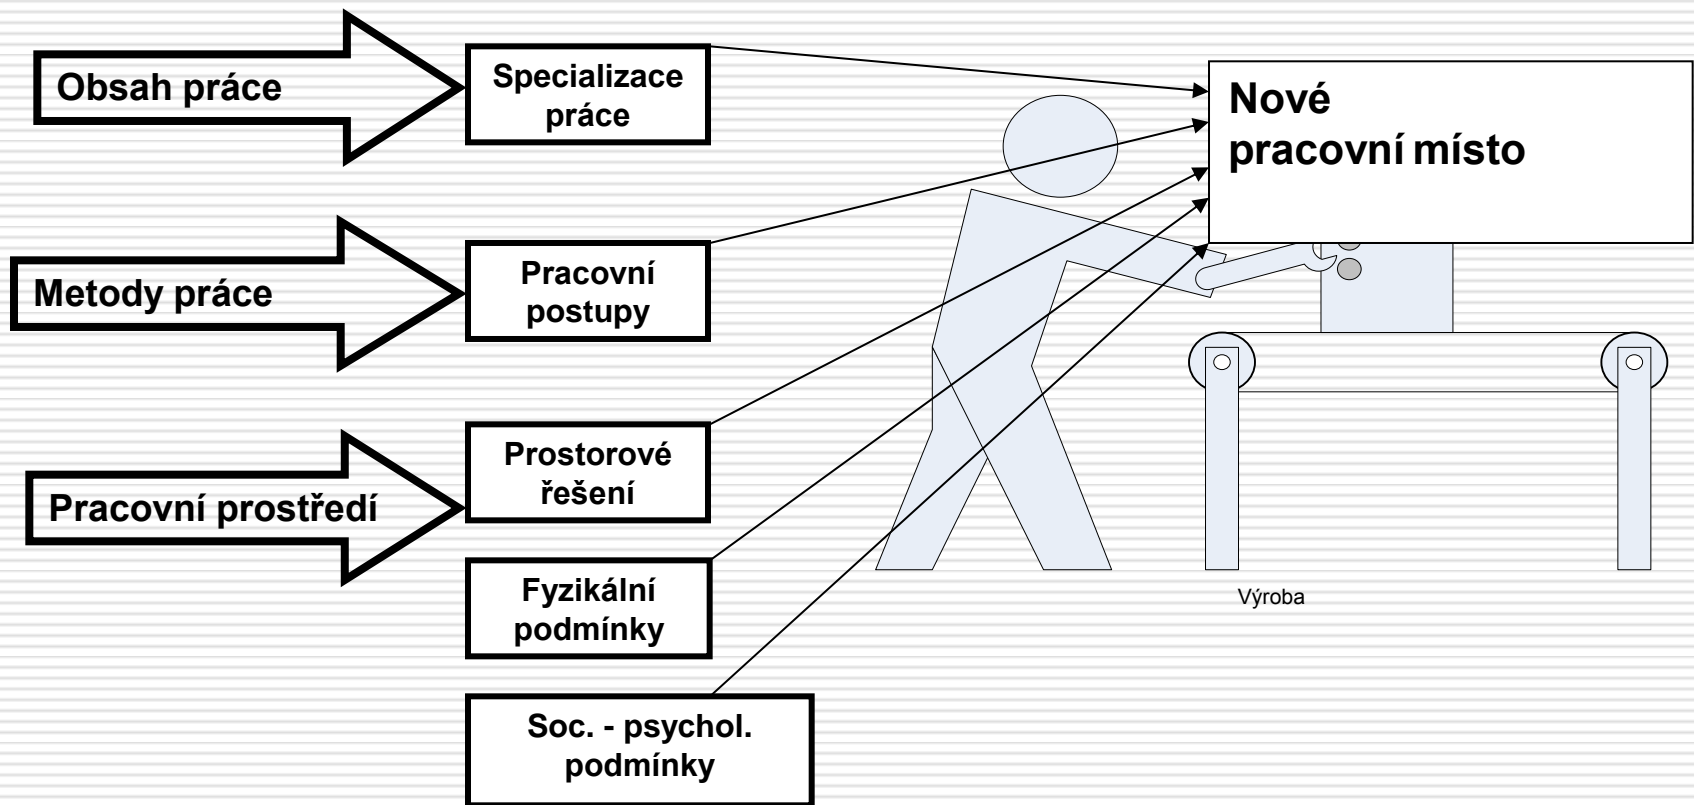 Obsah práce
Specializace
práce
Nové
pracovní místo
Metody práce
Pracovní
postupy
Pracovní prostředí
Prostorové
řešení
Fyzikální
podmínky
Výroba
Soc. - psychol.
podmínky